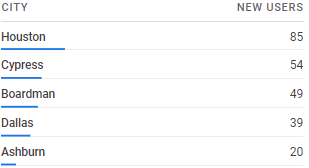 CITY NEW USERS
Houston 85
Cypress 54
Boardman 49
Dallas 39
Ashburn 20